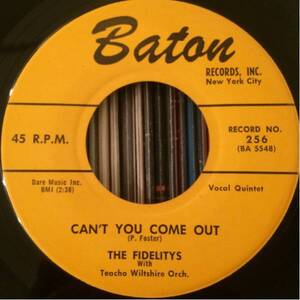 Baton
RECORDS, INC.
New York City
45 R.P.M.
RECORD NO.
256
(BA 5548)
Dare Music Inc.
BMI (2:38)
Vocal Quintet
CAN'T YOU COME OUT
(P. Foster)
THE FIDELITYS
With
Teacho Wiltshire Orch.